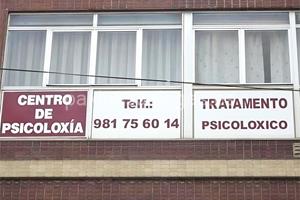 CENTRO
DE
PSICOLOXÍA
Telf.:
981 75 60 14
TRATAMENTO
PSICOLOXICO